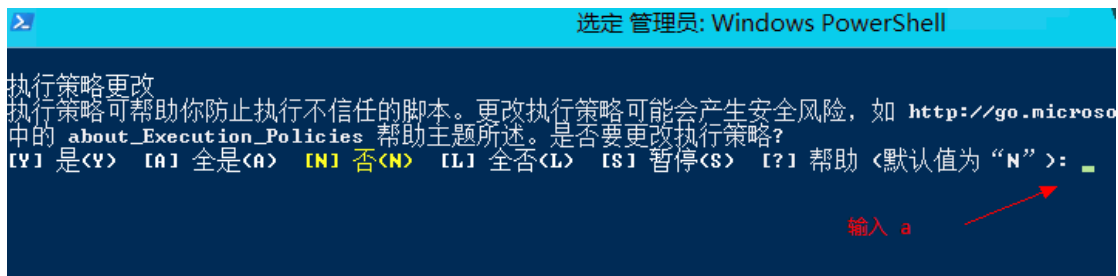 选定 管理员: Windows PowerShell
执行策略更改
执行策略可帮助你防止执行不信任的脚本。更改执行策略可能会产生安全风险，如 http://go.microso
中的 about_Execution_Policies 帮助主题所述。是否要更改执行策略?
[Y] 是(Y)  [A] 全是(A)  [N] 否(N)  [L] 全否(L)  [S] 暂停(S)  [?] 帮助 (默认值为“N”):
输入 a